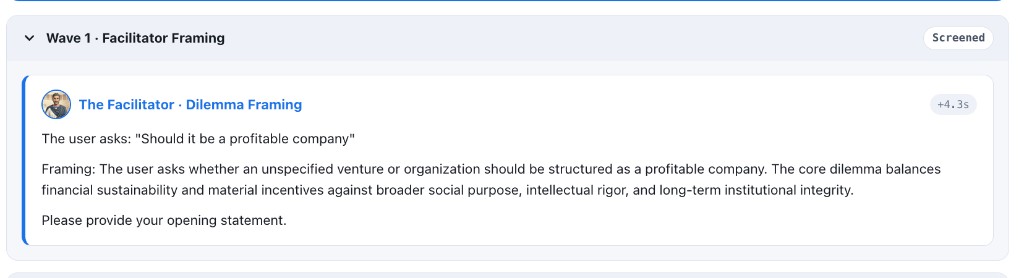 Wave 1 · Facilitator Framing
Screened
The Facilitator · Dilemma Framing
+4.3s
The user asks: "Should it be a profitable company"
Framing: The user asks whether an unspecified venture or organization should be structured as a profitable company. The core dilemma balances
financial sustainability and material incentives against broader social purpose, intellectual rigor, and long-term institutional integrity.
Please provide your opening statement.